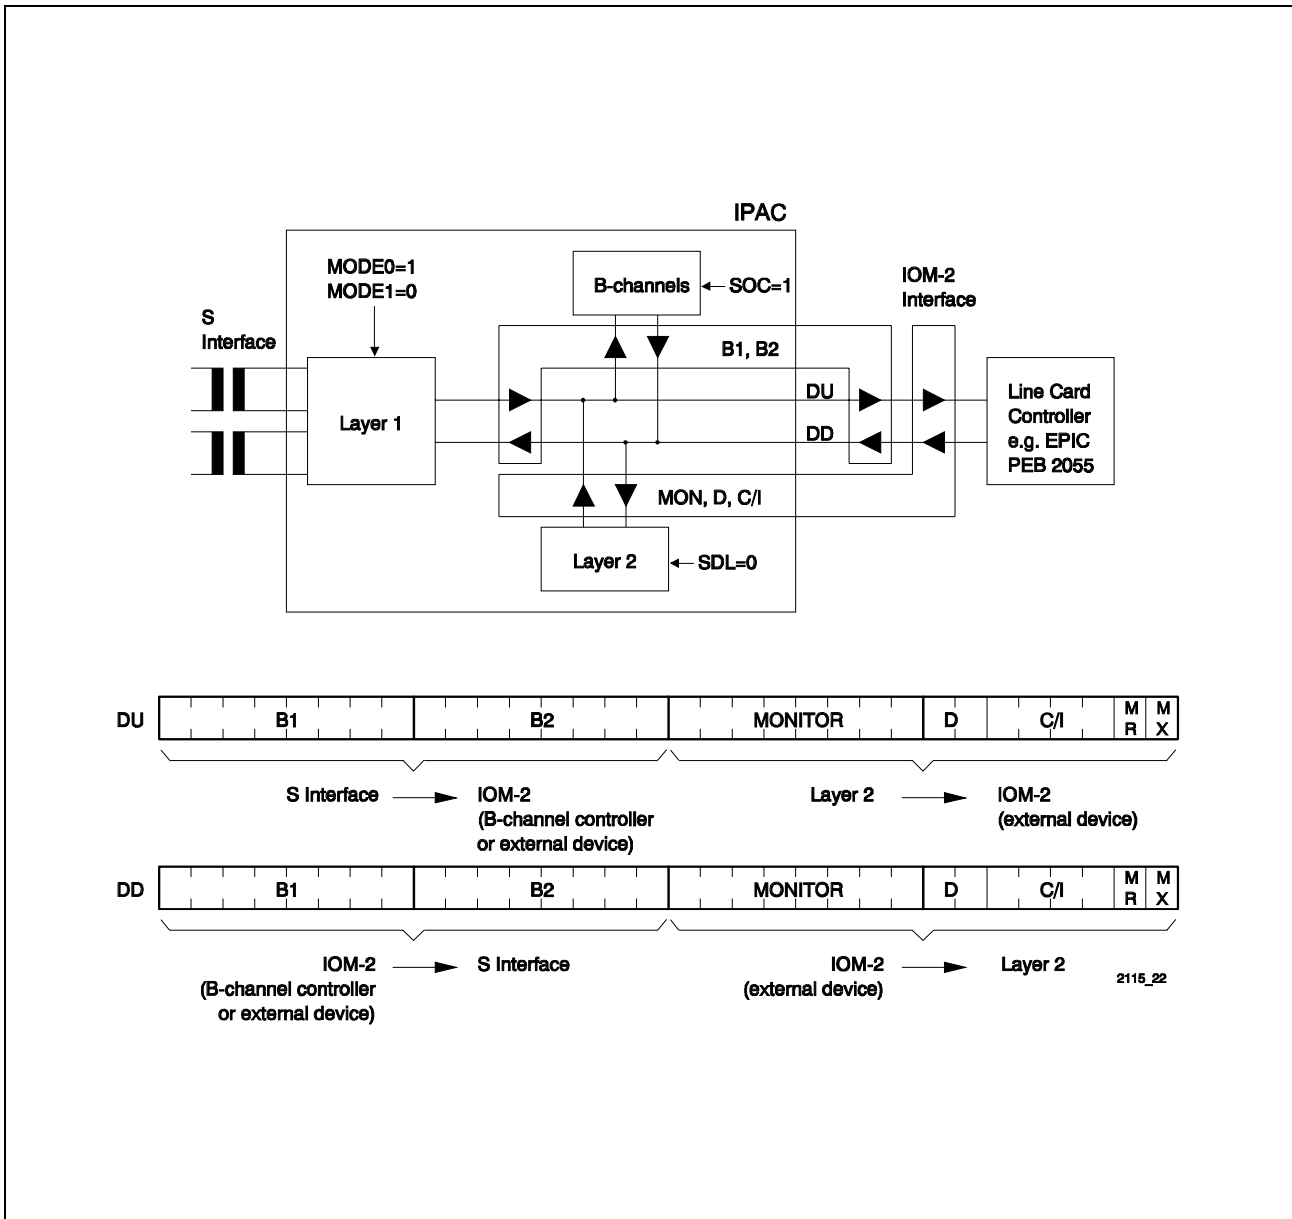 IPAC
MODE0=1
MODE1=0
B-channels
SOC=1
IOM-2
Interface
S
Interface
B1, B2
Layer 1
DU
DD
Line Card
Controller
e.g. EPIC
PEB 2055
MON, D, C/I
Layer 2
SDL=0
DU
B1
B2
MONITOR
D
C/I
M
R
M
X
S Interface
IOM-2
(B-channel controller
or external device)
Layer 2
IOM-2
(external device)
DD
B1
B2
MONITOR
D
C/I
M
R
M
X
IOM-2
(B-channel controller
or external device)
S Interface
IOM-2
(external device)
Layer 2
2115_22